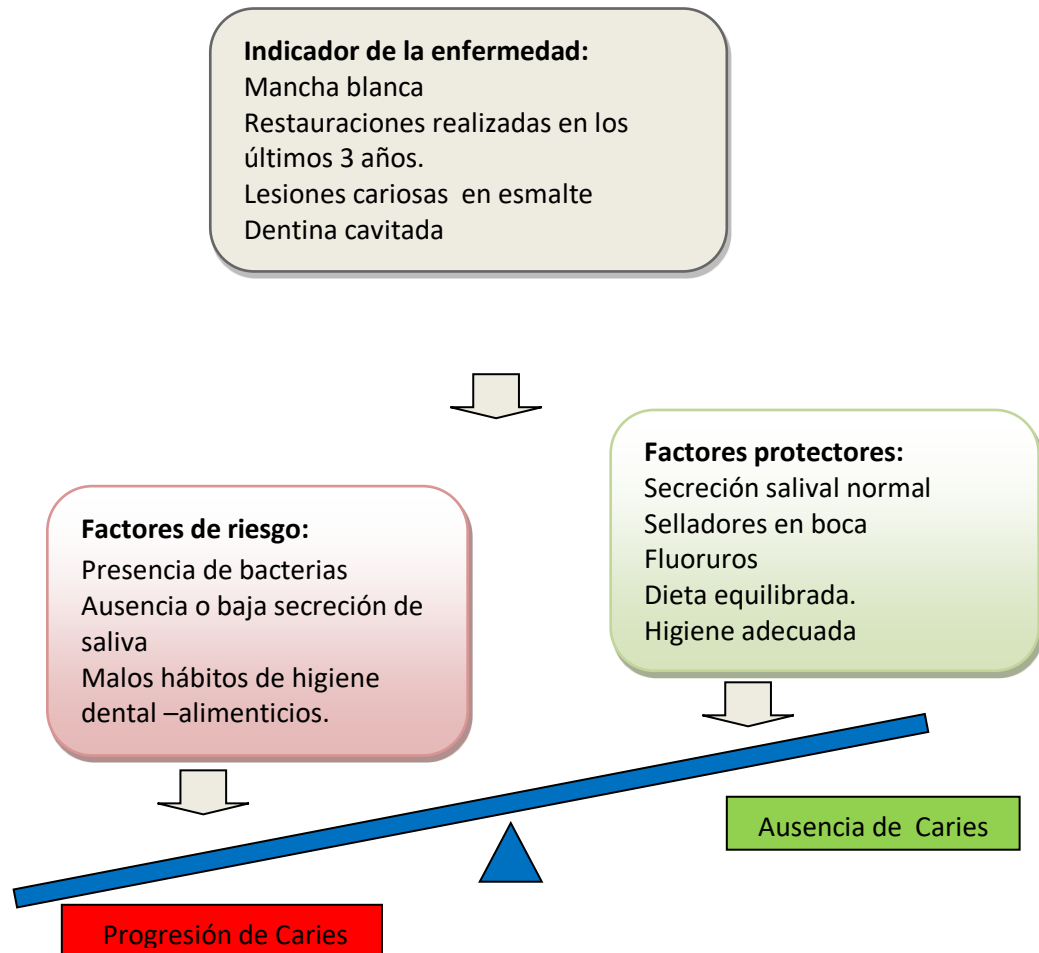 Indicador de la enfermedad:
Mancha blanca
Restauraciones realizadas en los
últimos 3 años.
Lesiones cariosas en esmalte
Dentina cavitada
Factores de riesgo:
Presencia de bacterias
Ausencia o baja secreción de
saliva
Malos hábitos de higiene
dental –alimenticios.
Factores protectores:
Secreción salival normal
Selladores en boca
Fluoruros
Dieta equilibrada.
Higiene adecuada
Ausencia de Caries
Progresión de Caries